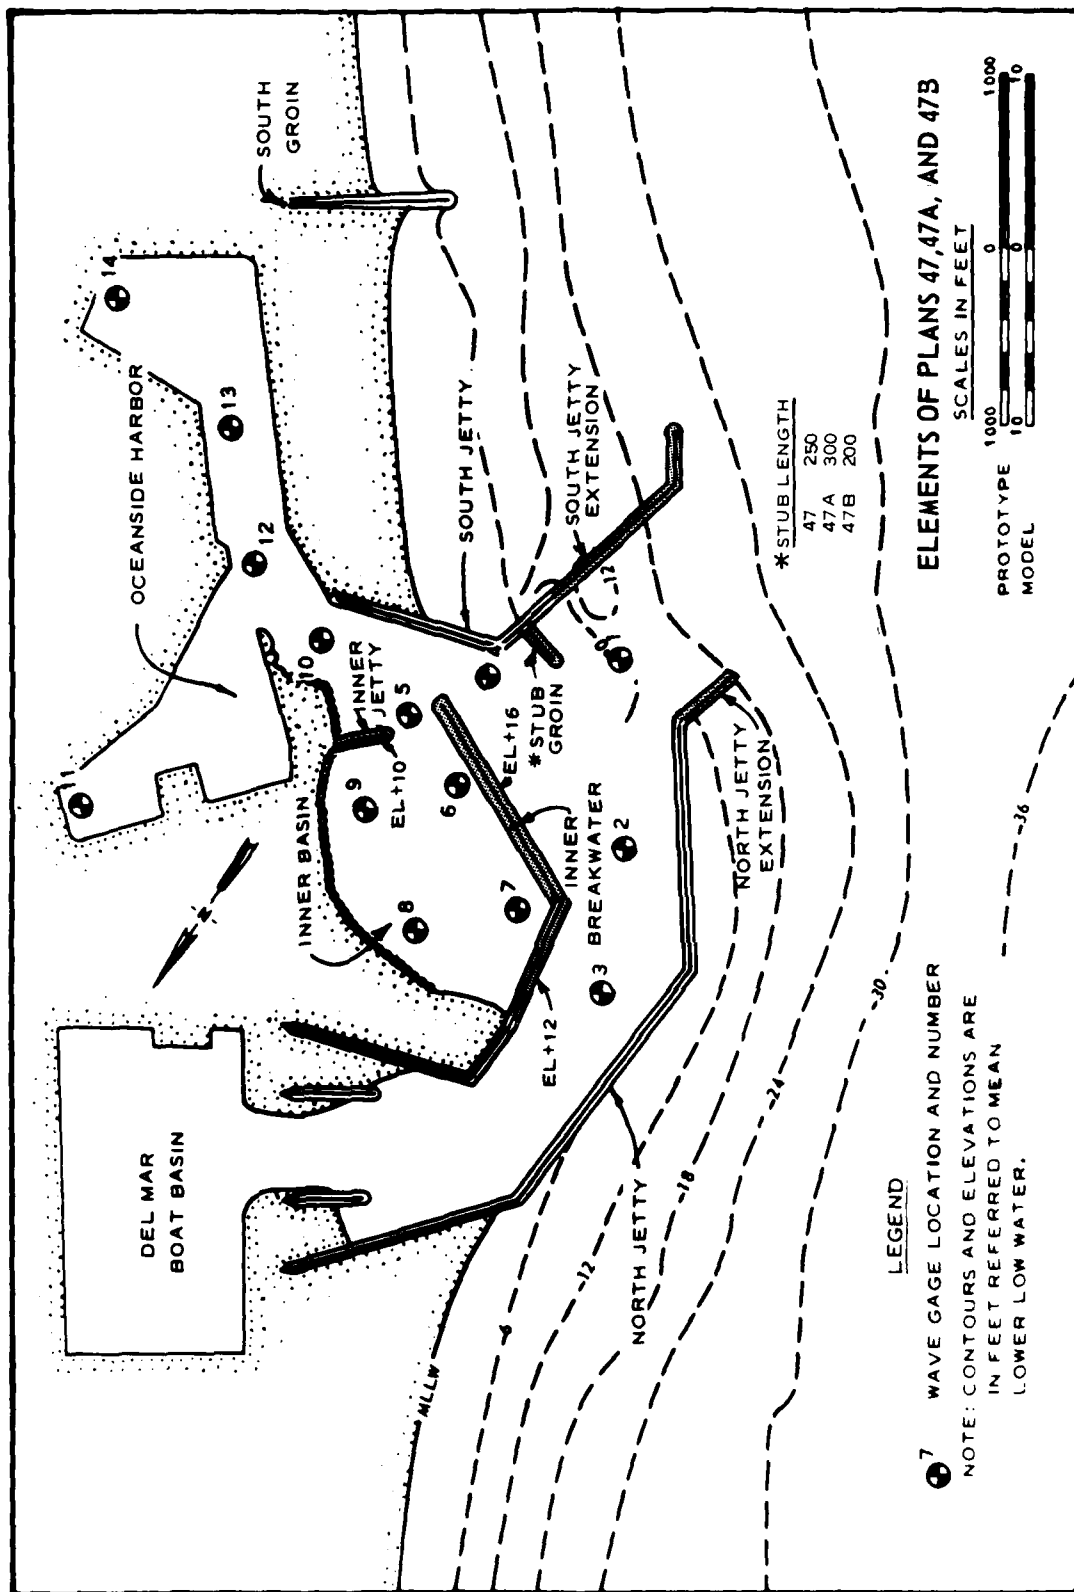 DEL MAR
BOAT BASIN
INNER BASIN
OCEANSIDE HARBOR
SOUTH
GROIN
N
11
12
13
14
10
INNER
JETTY
EL+10
5
9
6
8
7
EL+16
*STUB
GROIN
SOUTH JETTY
SOUTH JETTY
EXTENSION
INNER
BREAKWATER
2
3
EL+12
NORTH JETTY
NORTH JETTY
EXTENSION
MLLW
-6
-12
-18
-24
-30
-36
-12
*STUB LENGTH
47 250
47A 300
47B 200
LEGEND
7 WAVE GAGE LOCATION AND NUMBER
NOTE: CONTOURS AND ELEVATIONS ARE
IN FEET REFERRED TO MEAN
LOWER LOW WATER.
ELEMENTS OF PLANS 47,47A, AND 47B
SCALES IN FEET
PROTOTYPE 1000 0 1000
MODEL 10 0 10